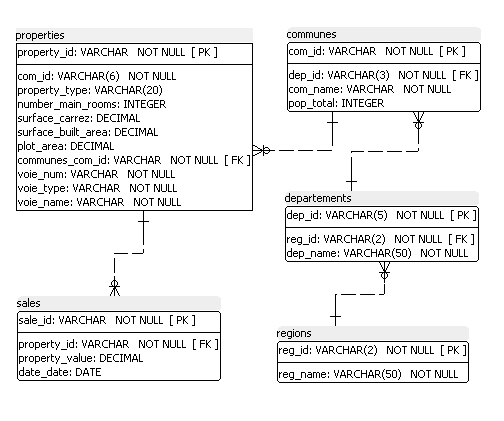 properties
property_id: VARCHAR NOT NULL [ PK ]
com_id: VARCHAR(6) NOT NULL
property_type: VARCHAR(20)
number_main_rooms: INTEGER
surface_carrez: DECIMAL
surface_built_area: DECIMAL
plot_area: DECIMAL
communes_com_id: VARCHAR NOT NULL [ FK ]
voie_num: VARCHAR NOT NULL
voie_type: VARCHAR NOT NULL
voie_name: VARCHAR NOT NULL
communes
com_id: VARCHAR NOT NULL [ PK ]
dep_id: VARCHAR(3) NOT NULL [ FK ]
com_name: VARCHAR NOT NULL
pop_total: INTEGER
departements
dep_id: VARCHAR(5) NOT NULL [ PK ]
reg_id: VARCHAR(2) NOT NULL [ FK ]
dep_name: VARCHAR(50) NOT NULL
sales
sale_id: VARCHAR NOT NULL [ PK ]
property_id: VARCHAR NOT NULL [ FK ]
property_value: DECIMAL
date_date: DATE
regions
reg_id: VARCHAR(2) NOT NULL [ PK ]
reg_name: VARCHAR(50) NOT NULL